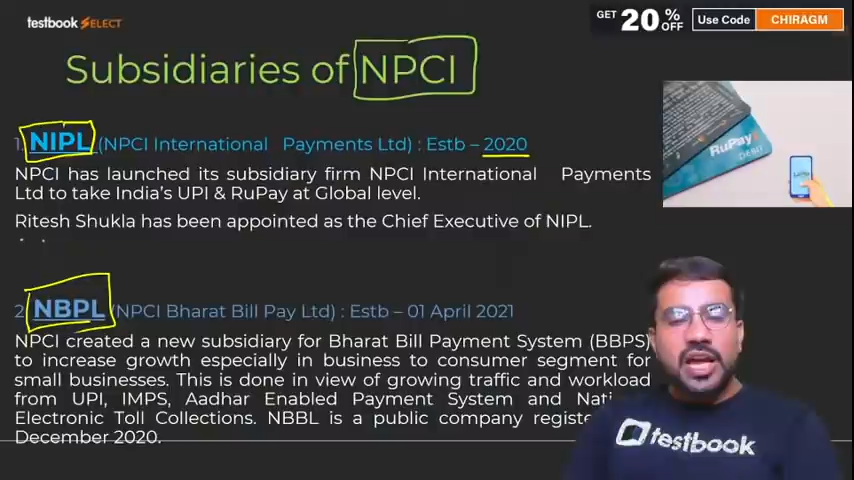 testbook SELECT
GET 20 % OFF
Use Code CHIRAGM
Subsidiaries of NPCI
1. NIPL (NPCI International Payments Ltd) : Estb – 2020
NPCI has launched its subsidiary firm NPCI International Payments
Ltd to take India's UPI & RuPay at Global level.
Ritesh Shukla has been appointed as the Chief Executive of NIPL.
RuPay
2. NBPL (NPCI Bharat Bill Pay Ltd) : Estb – 01 April 2021
NPCI created a new subsidiary for Bharat Bill Payment System (BBPS)
to increase growth especially in business to consumer segment for
small businesses. This is done in view of growing traffic and workload
from UPI, IMPS, Aadhar Enabled Payment System and Nati
Electronic Toll Collections. NBBL is a public company registe
December 2020.
testbook